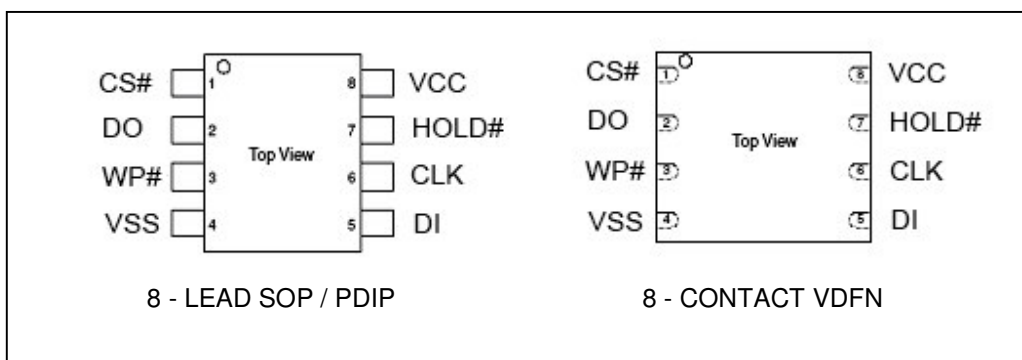 CS# 1 8 VCC
DO 2 7 HOLD#
Top View
WP# 3 6 CLK
VSS 4 5 DI
8 - LEAD SOP / PDIP
CS# 1 8 VCC
DO 2 7 HOLD#
Top View
WP# 3 6 CLK
VSS 4 5 DI
8 - CONTACT VDFN